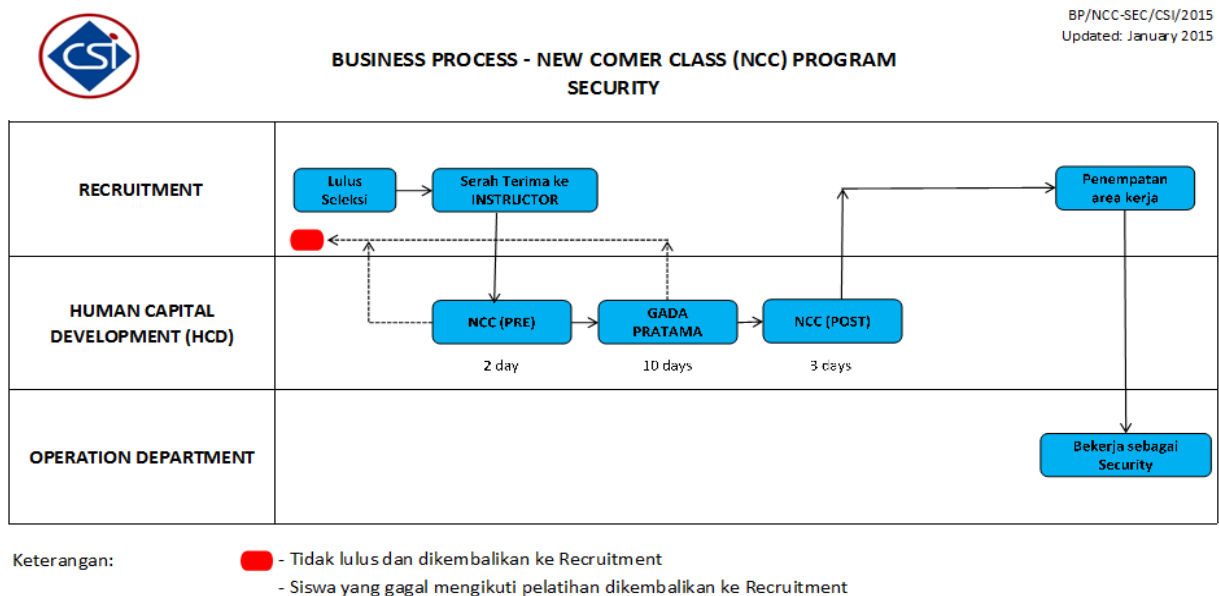 BP/NCC-SEC/CSI/2015
Updated: January 2015
CSI
BUSINESS PROCESS - NEW COMER CLASS (NCC) PROGRAM
SECURITY
RECRUITMENT
Lulus
Seleksi
Serah Terima ke
INSTRUCTOR
Penempatan
area kerja
HUMAN CAPITAL
DEVELOPMENT (HCD)
NCC (PRE)
GADA
PRATAMA
NCC (POST)
2 day
10 days
3 days
OPERATION DEPARTMENT
Bekerja sebagai
Security
Keterangan:
- Tidak lulus dan dikembalikan ke Recruitment
- Siswa yang gagal mengikuti pelatihan dikembalikan ke Recruitment